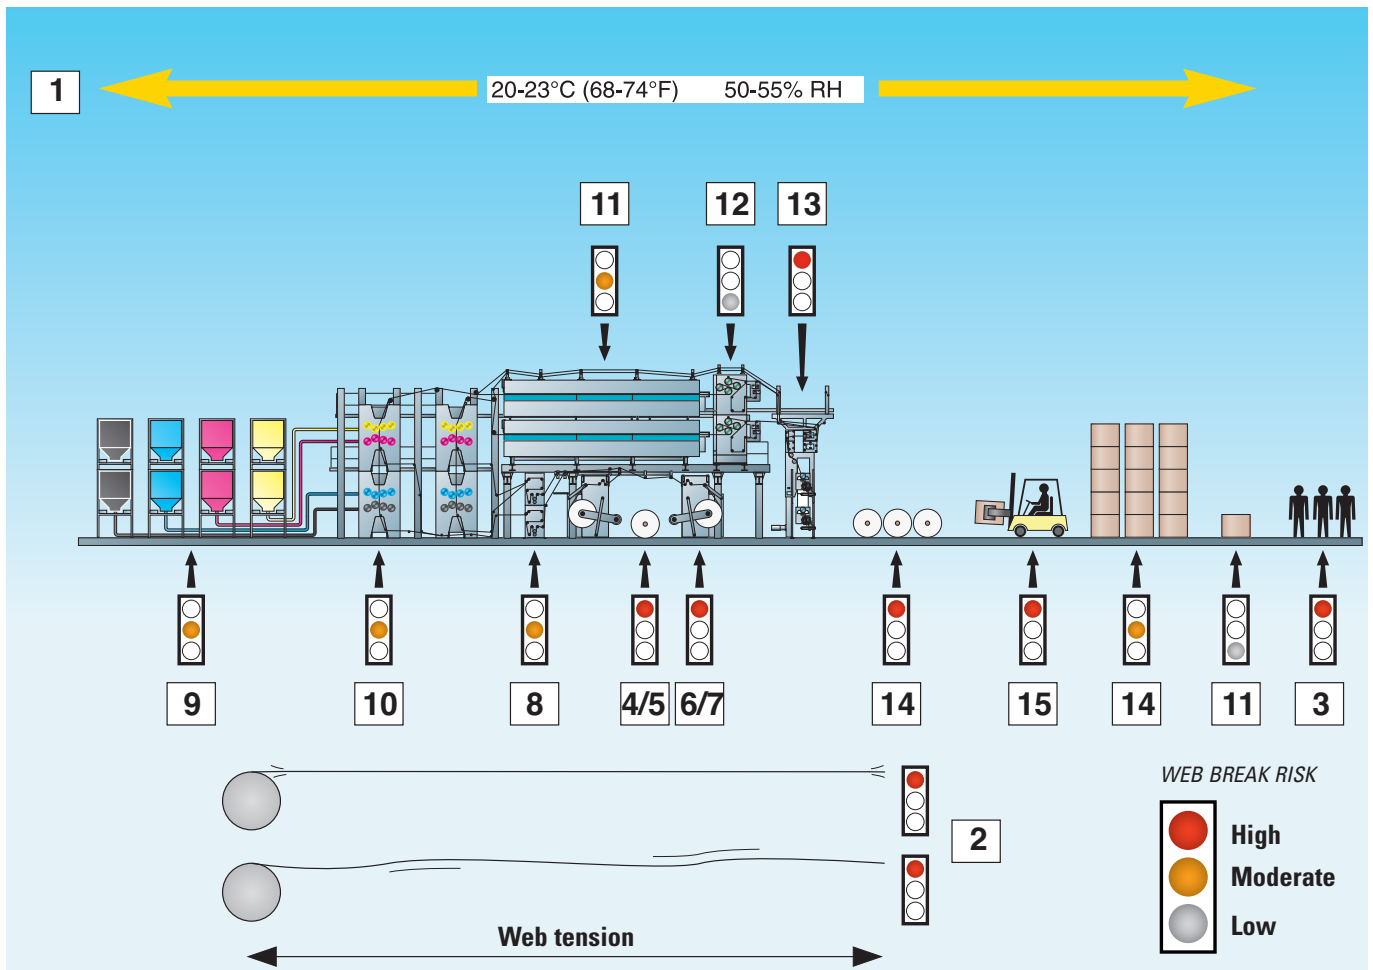 1
20-23°C (68-74°F) 50-55% RH
11 12 13
9 10 8 4/5 6/7 14 15 14 11 3
WEB BREAK RISK
2
High
Moderate
Low
Web tension